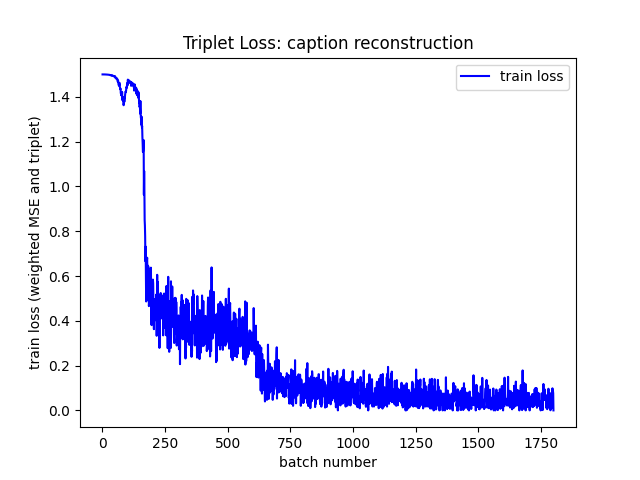 Triplet Loss: caption reconstruction
train loss
train loss (weighted MSE and triplet)
1.4
1.2
1.0
0.8
0.6
0.4
0.2
0.0
0 250 500 750 1000 1250 1500 1750
batch number